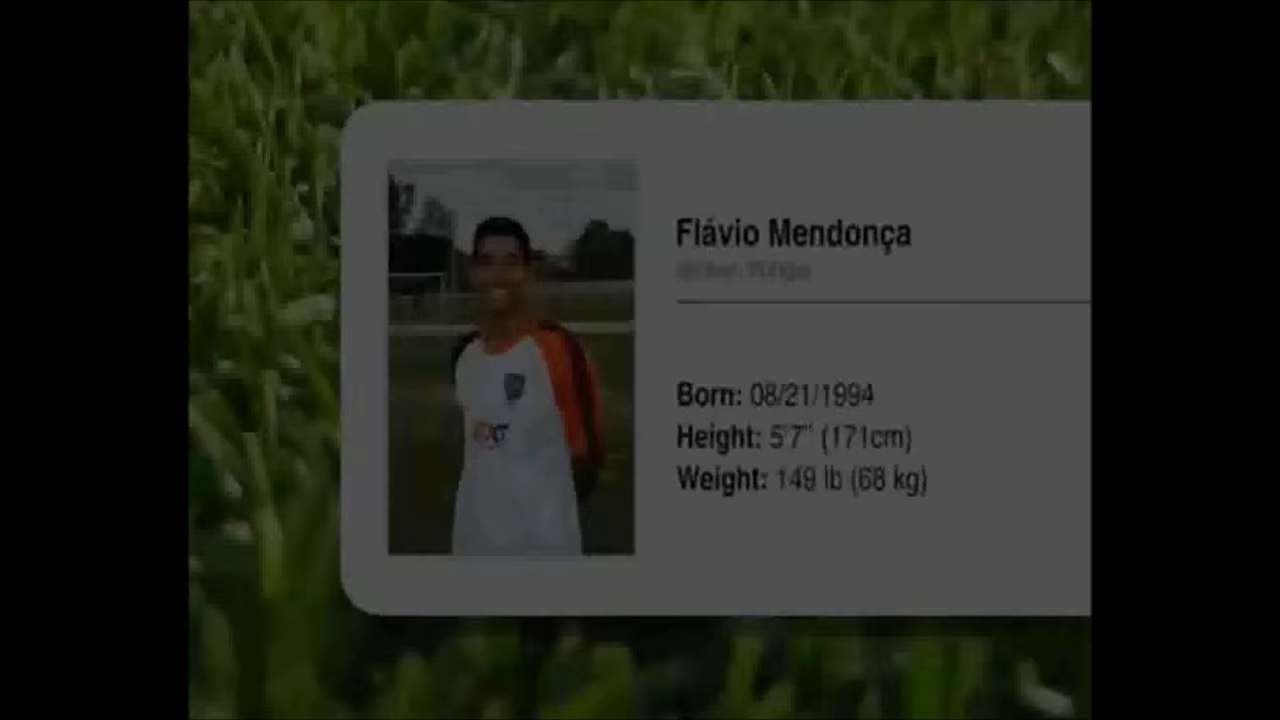 Flávio Mendonça
Born: 08/21/1994
Height: 5'7" (171cm)
Weight: 149 lb (68 kg)